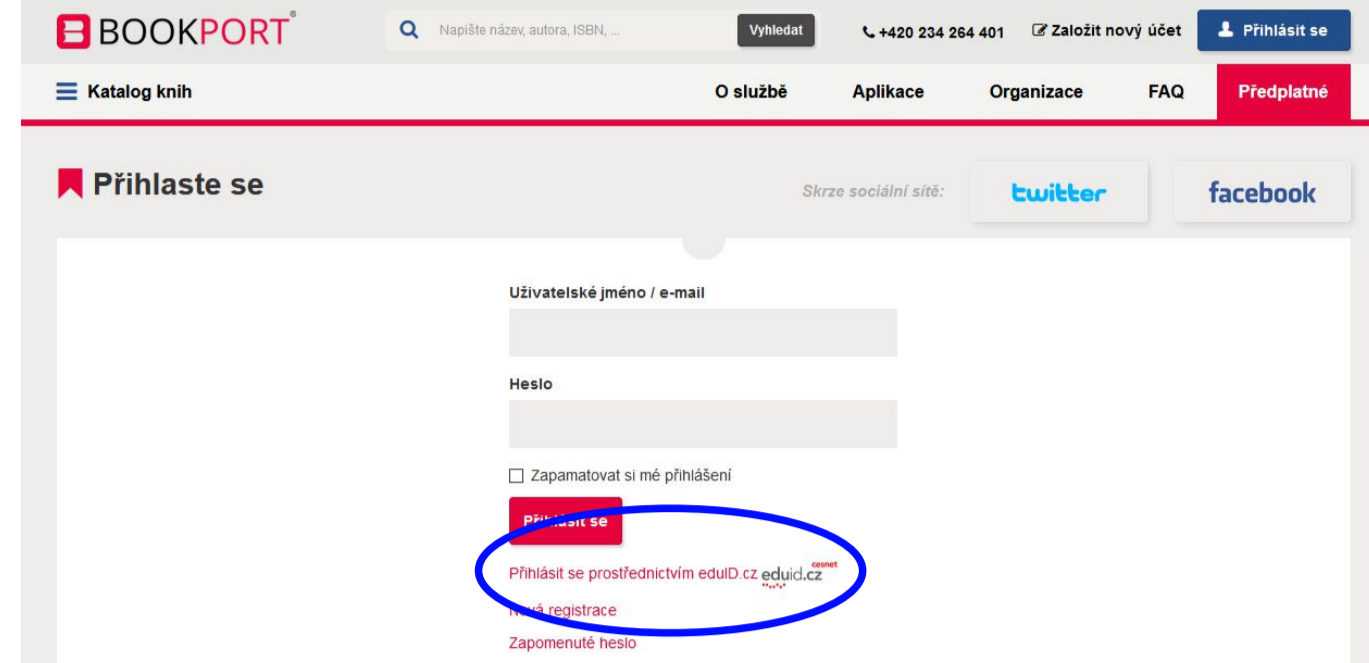 BOOKPORT®
Napište název, autora, ISBN, ...
Vyhledat
+420 234 264 401
Založit nový účet
Přihlásit se
Katalog knih
O službě
Aplikace
Organizace
FAQ
Předplatné
Přihlaste se
Skrze sociální sítě:
twitter
facebook
Uživatelské jméno / e-mail
Heslo
Zapamatovat si mé přihlášení
Přihlásit se
Přihlásit se prostřednictvím eduID.cz eduid.cz cesnet
Nová registrace
Zapomenuté heslo